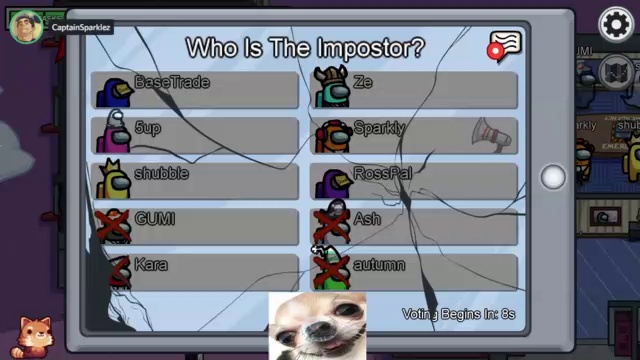 CaptainSparklez
Who Is The Impostor?
BaseTrade
Ze
5up
Sparkly
shubble
RossPal
GUMI
Ash
Kara
autumn
Voting Begins In: 8s